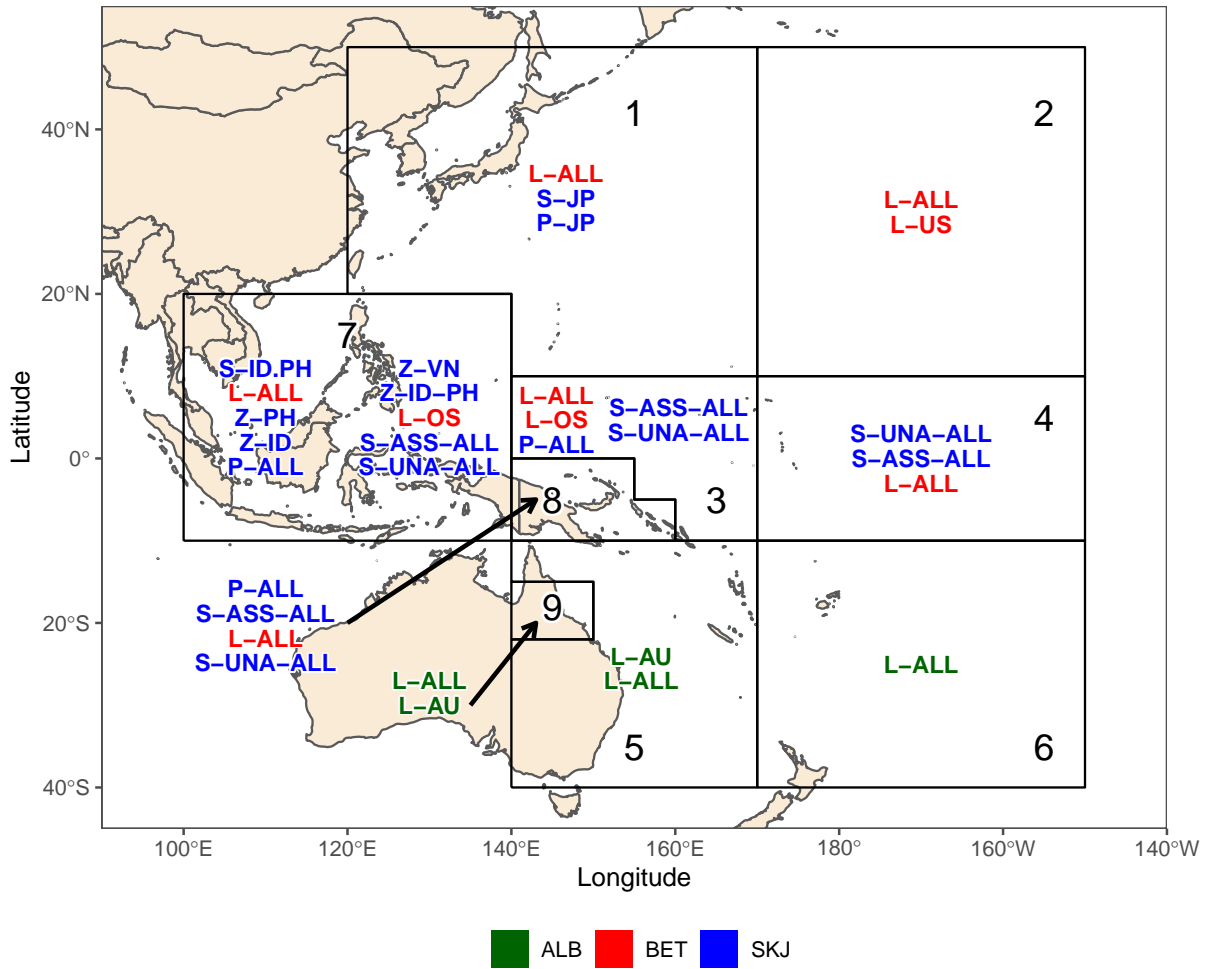 1
2
40°N
L−ALL
S−JP
P−JP
L−ALL
L−US
20°N
7
S−ID.PH
L−ALL
Z−PH
Z−ID
P−ALL
Z−VN
Z−ID−PH
L−OS
S−ASS−ALL
S−UNA−ALL
L−ALL
L−OS
P−ALL
S−ASS−ALL
S−UNA−ALL
4
S−UNA−ALL
S−ASS−ALL
L−ALL
0°
Latitude
8
3
P−ALL
S−ASS−ALL
L−ALL
S−UNA−ALL
20°S
9
L−ALL
L−AU
L−AU
L−ALL
L−ALL
5
6
40°S
100°E
120°E
140°E
160°E
180°
160°W
140°W
Longitude
ALB
BET
SKJ